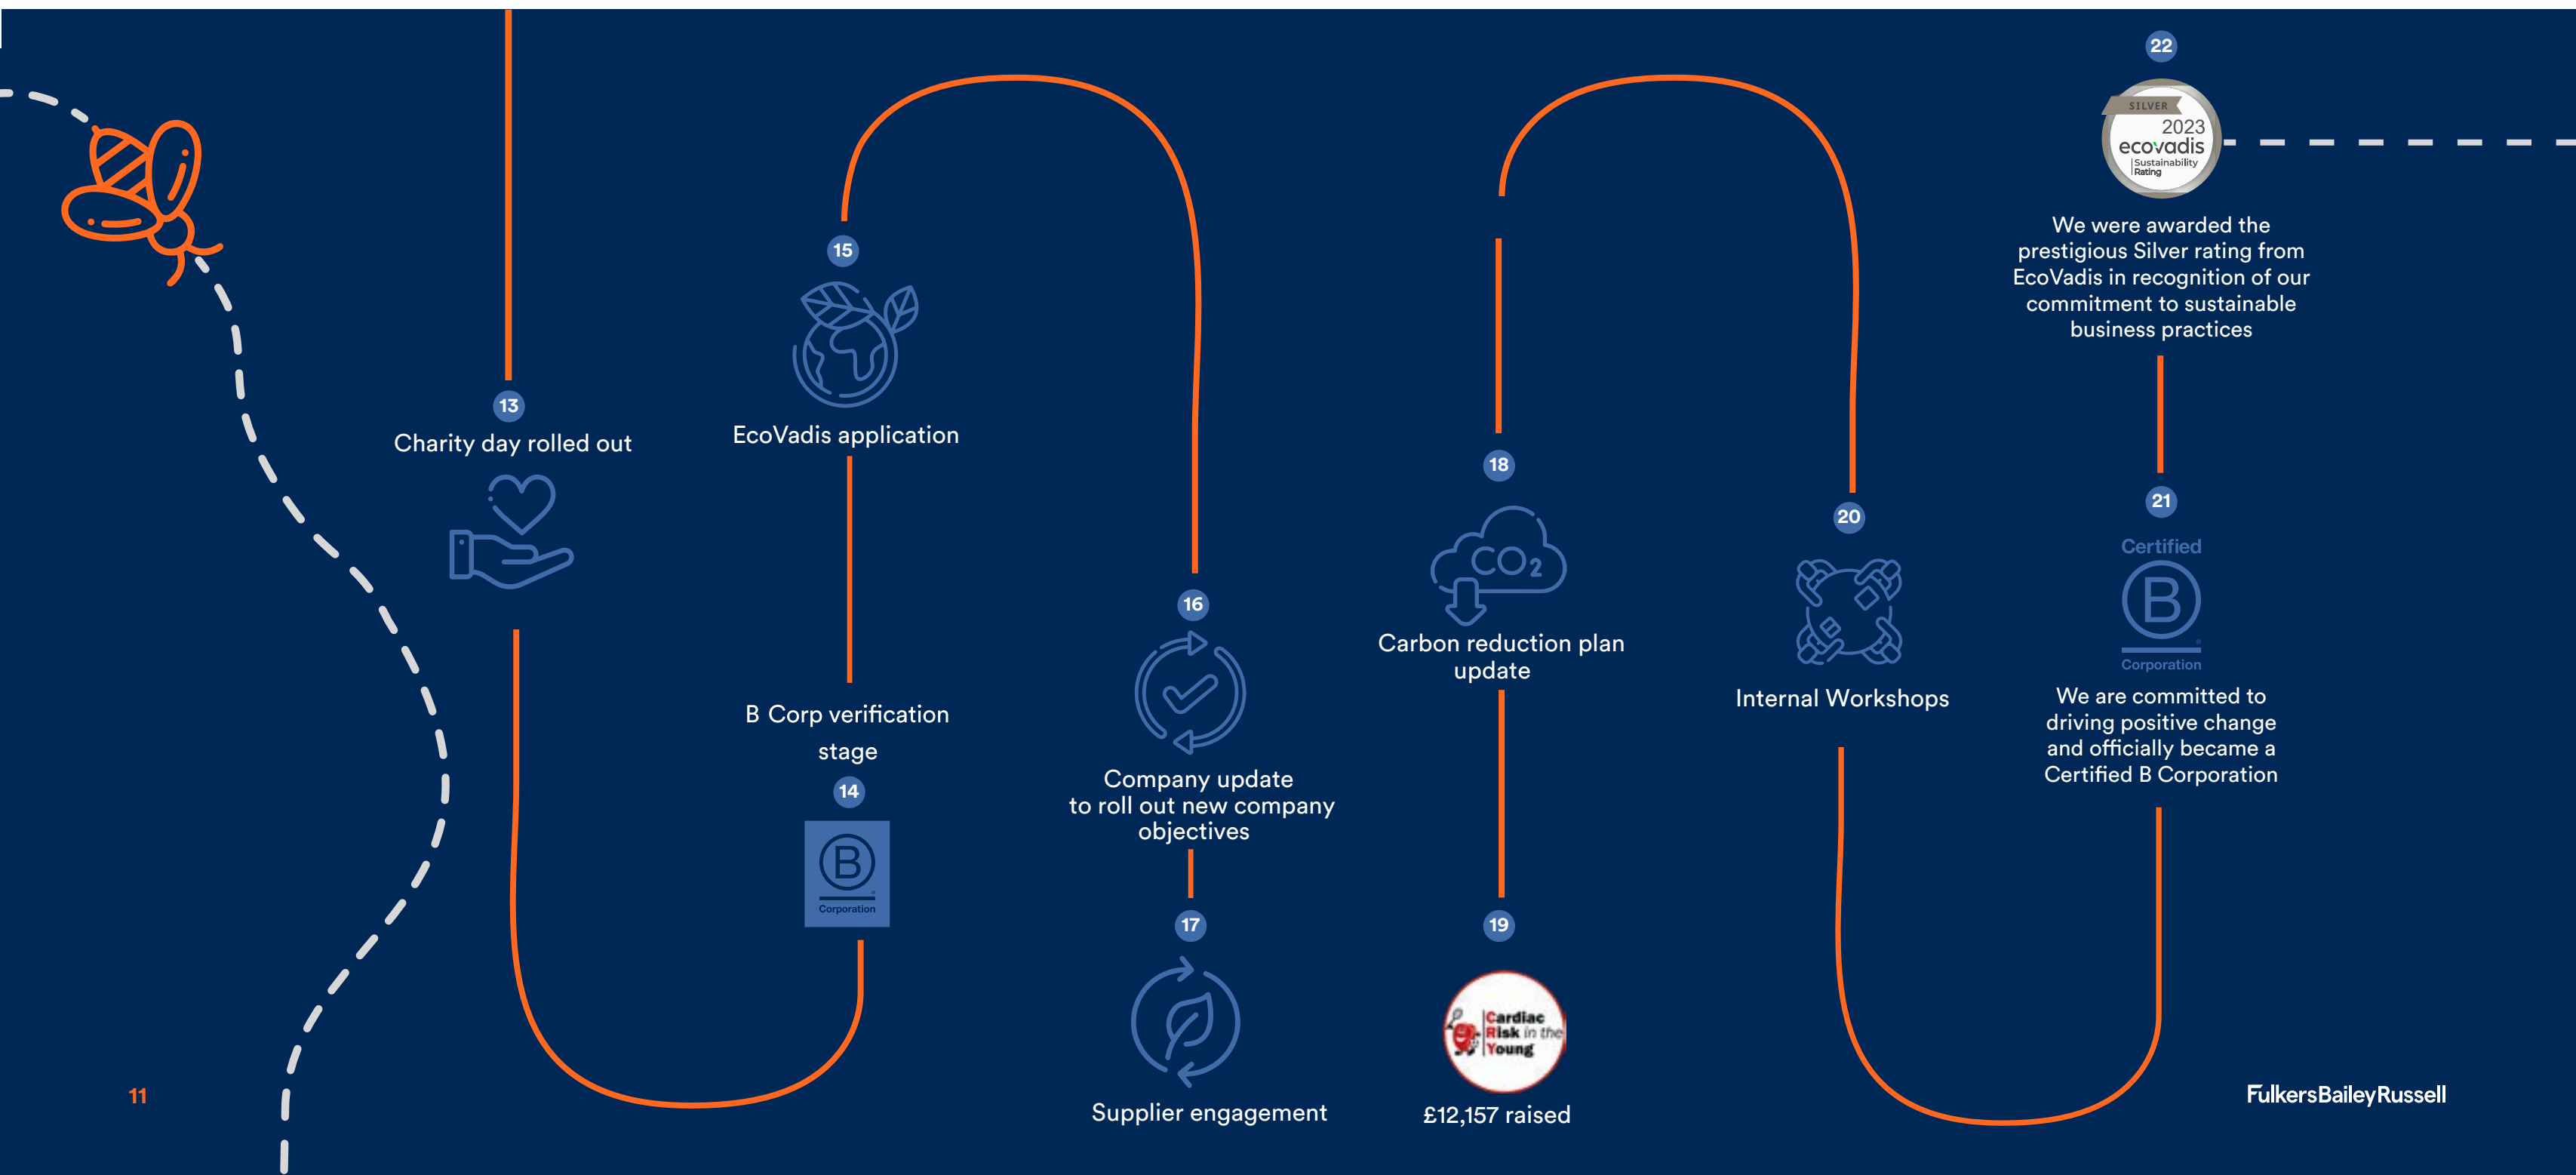 13
Charity day rolled out
B Corp verification
stage
14
B
Corporation
15
EcoVadis application
16
Company update
to roll out new company
objectives
17
Supplier engagement
18
CO2
Carbon reduction plan
update
19
Cardiac
Risk in the
Young
£12,157 raised
20
Internal Workshops
21
Certified
B
®
Corporation
We are committed to
driving positive change
and officially became a
Certified B Corporation
22
SILVER
2023
ecovadis
Sustainability
Rating
We were awarded the
prestigious Silver rating from
EcoVadis in recognition of our
commitment to sustainable
business practices
11
FulkersBaileyRussell